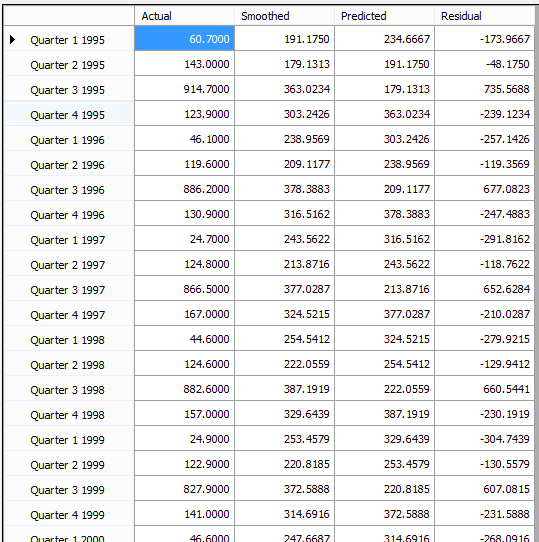 Actual Smoothed Predicted Residual
Quarter 1 1995 60.7000 191.1750 234.6667 -173.9667
Quarter 2 1995 143.0000 179.1313 191.1750 -48.1750
Quarter 3 1995 914.7000 363.0234 179.1313 735.5688
Quarter 4 1995 123.9000 303.2426 363.0234 -239.1234
Quarter 1 1996 46.1000 238.9569 303.2426 -257.1426
Quarter 2 1996 119.6000 209.1177 238.9569 -119.3569
Quarter 3 1996 886.2000 378.3883 209.1177 677.0823
Quarter 4 1996 130.9000 316.5162 378.3883 -247.4883
Quarter 1 1997 24.7000 243.5622 316.5162 -291.8162
Quarter 2 1997 124.8000 213.8716 243.5622 -118.7622
Quarter 3 1997 866.5000 377.0287 213.8716 652.6284
Quarter 4 1997 167.0000 324.5215 377.0287 -210.0287
Quarter 1 1998 44.6000 254.5412 324.5215 -279.9215
Quarter 2 1998 124.6000 222.0559 254.5412 -129.9412
Quarter 3 1998 882.6000 387.1919 222.0559 660.5441
Quarter 4 1998 157.0000 329.6439 387.1919 -230.1919
Quarter 1 1999 24.9000 253.4579 329.6439 -304.7439
Quarter 2 1999 122.9000 220.8185 253.4579 -130.5579
Quarter 3 1999 827.9000 372.5888 220.8185 607.0815
Quarter 4 1999 141.0000 314.6916 372.5888 -231.5888
Quarter 1 2000 46.6000 247.6687 314.6916 -268.0916